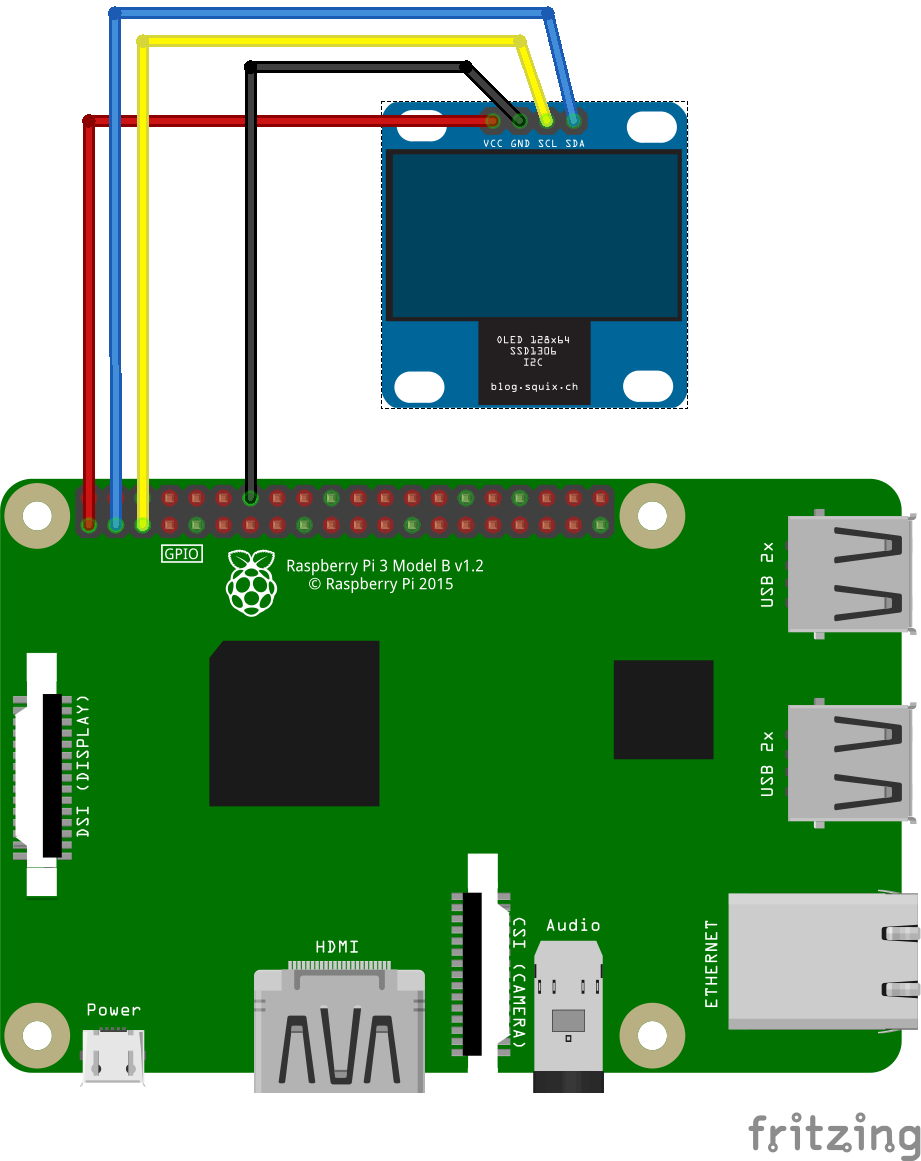 VCC GND SCL SDA
OLED 128x64
SSD1306
I2C
blog.squix.ch
GPIO
Raspberry Pi 3 Model B v1.2
© Raspberry Pi 2015
USB 2x
DSI (DISPLAY)
USB 2x
Audio
CSI (CAMERA)
ETHERNET
HDMI
Power
fritzing